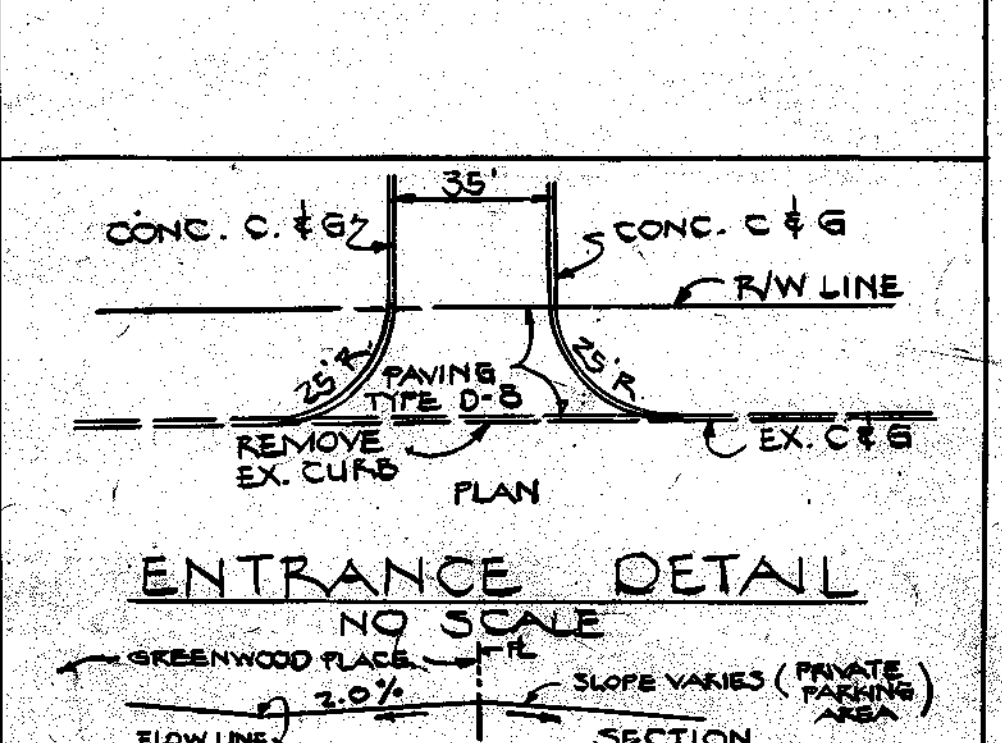 35'
CONC. C. & G
CONC. C & G
R/W LINE
25' R
25' R
PAVING
TYPE D-8
REMOVE
EX. CURB
EX. C & G
PLAN
ENTRANCE DETAIL
NO SCALE
GREENWOOD PLACE
PL
2.0%
SLOPE VARIES (PRIVATE
PARKING
AREA)
FLOW LINE
SECTION